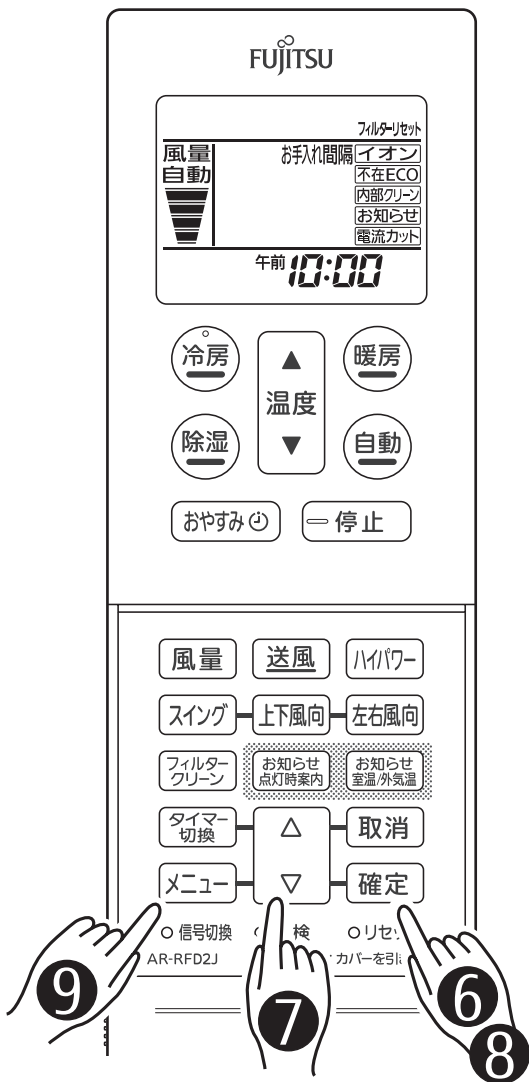 FUJITSU
フィルターリセット
風量 お手入れ間隔 イオン
自動 不在ECO
内部クリーン
お知らせ
電流カット
午前 10:00
冷房 ▲ 暖房
温度
除湿 ▼ 自動
おやすみ 停止
風量 送風 ハイパワー
スイング 上下風向 左右風向
フィルター お知らせ お知らせ
クリーン 点灯時案内 室温/外気温
タイマー △ 取消
切換
メニュー ▽ 確定
信号切換 検 リセ
AR-RFD2J カバーを引
9 7 6
8